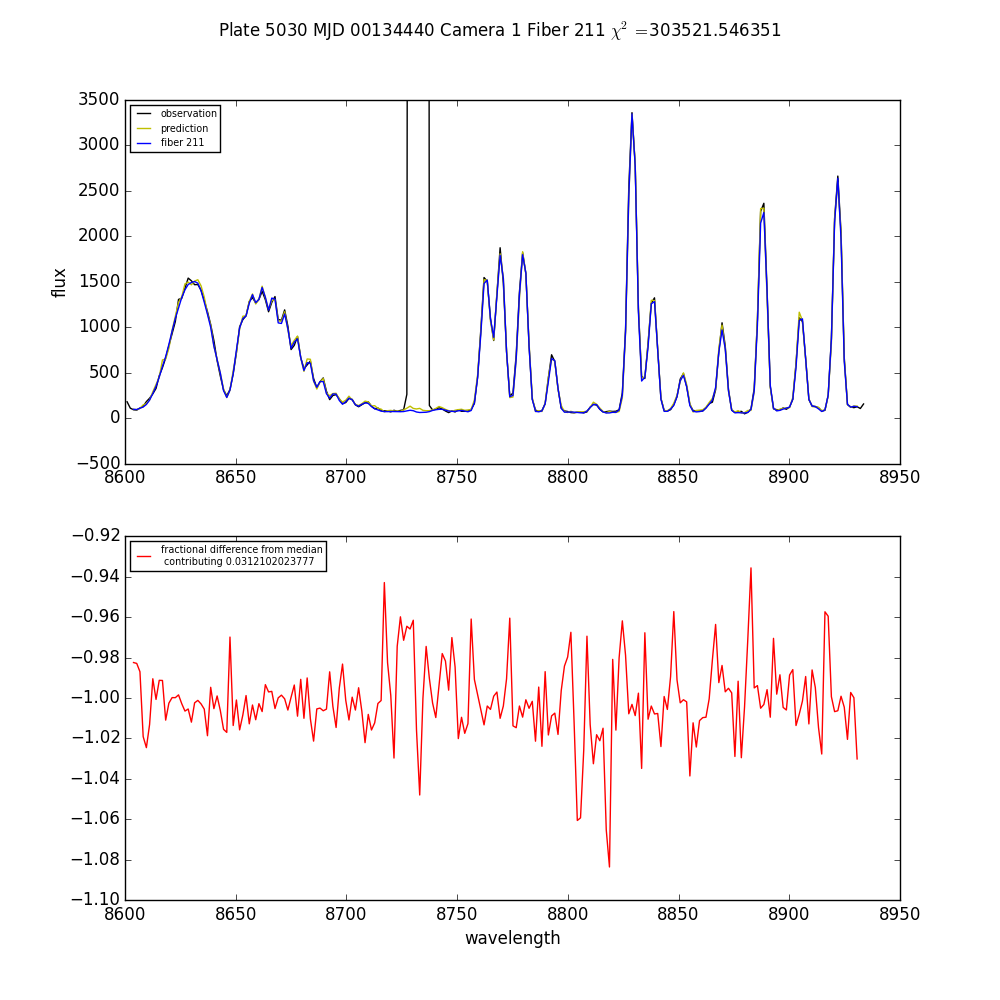 Plate 5030 MJD 00134440 Camera 1 Fiber 211 χ² =303521.546351
3500
3000
2500
2000
1500
1000
500
0
−500
flux
observation
prediction
fiber 211
8600 8650 8700 8750 8800 8850 8900 8950
−0.92
−0.94
−0.96
−0.98
−1.00
−1.02
−1.04
−1.06
−1.08
−1.10
fractional difference from median
contributing 0.0312102023777
8600 8650 8700 8750 8800 8850 8900 8950
wavelength